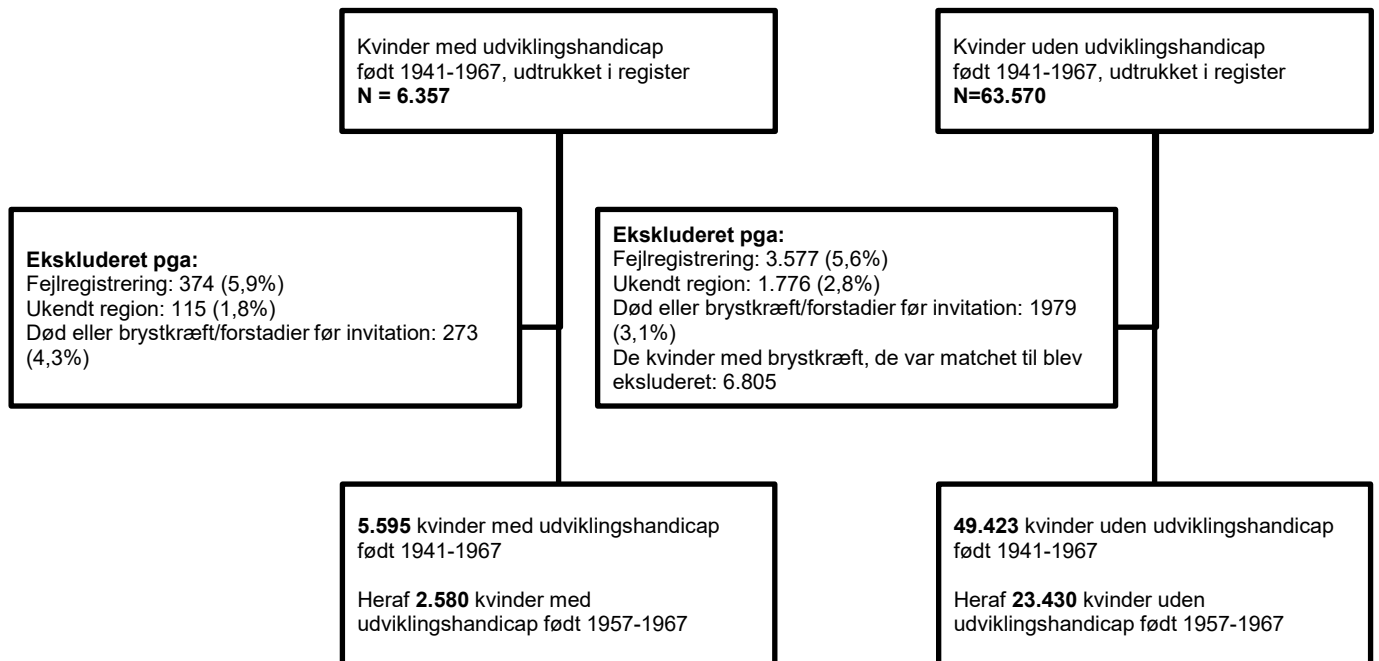 Kvinder med udviklingshandicap
født 1941-1967, udtrukket i register
N = 6.357
Kvinder uden udviklingshandicap
født 1941-1967, udtrukket i register
N=63.570
Ekskluderet pga:
Fejlregistrering: 374 (5,9%)
Ukendt region: 115 (1,8%)
Død eller brystkræft/forstadier før invitation: 273
(4,3%)
Ekskluderet pga:
Fejlregistrering: 3.577 (5,6%)
Ukendt region: 1.776 (2,8%)
Død eller brystkræft/forstadier før invitation: 1979
(3,1%)
De kvinder med brystkræft, de var matchet til blev
eksluderet: 6.805
5.595 kvinder med udviklingshandicap
født 1941-1967
Heraf 2.580 kvinder med
udviklingshandicap født 1957-1967
49.423 kvinder uden udviklingshandicap
født 1941-1967
Heraf 23.430 kvinder uden
udviklingshandicap født 1957-1967